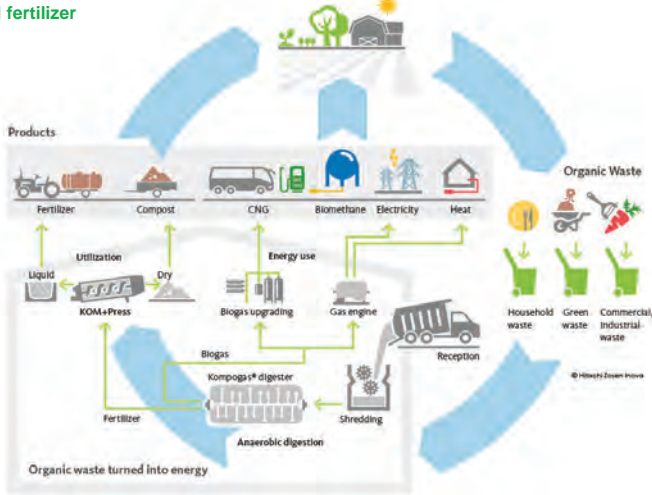 fertilizer
Products
Organic Waste
Fertilizer
Compost
CNG
Biomethane
Electricity
Heat
Utilization
Energy use
Liquid
Dry
KOM+Press
Biogas upgrading
Gas engine
Household
waste
Green
waste
Commercial/
Industrial
waste
Reception
Biogas
Kompogas® digester
© Hitachi Zosen Inova
Fertilizer
Shredding
Anaerobic digestion
Organic waste turned into energy